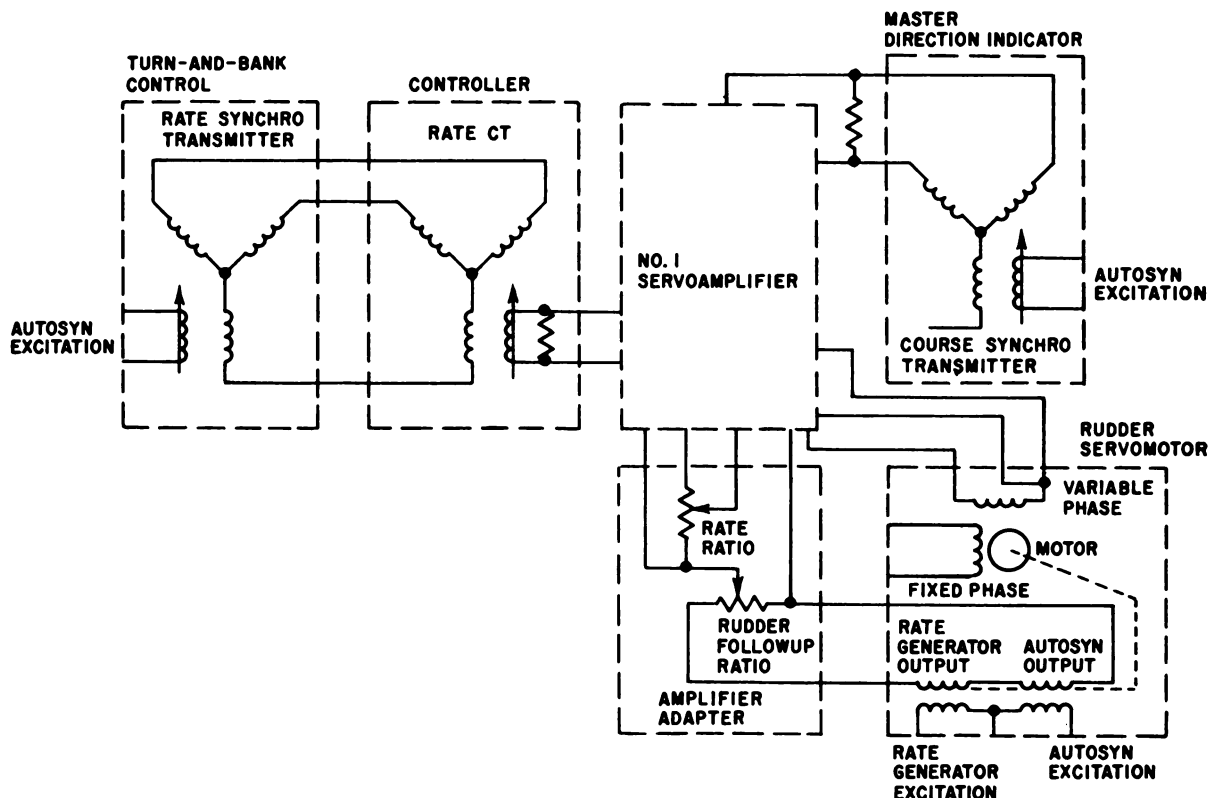 MASTER
DIRECTION INDICATOR
TURN-AND-BANK
CONTROL
CONTROLLER
RATE SYNCHRO
TRANSMITTER
RATE CT
NO. 1
SERVOAMPLIFIER
AUTOSYN
EXCITATION
AUTOSYN
EXCITATION
COURSE SYNCHRO
TRANSMITTER
RUDDER
SERVOMOTOR
VARIABLE
PHASE
RATE
RATIO
MOTOR
FIXED PHASE
RUDDER
FOLLOWUP
RATIO
RATE
GENERATOR
OUTPUT
AUTOSYN
OUTPUT
AMPLIFIER
ADAPTER
RATE
GENERATOR
EXCITATION
AUTOSYN
EXCITATION